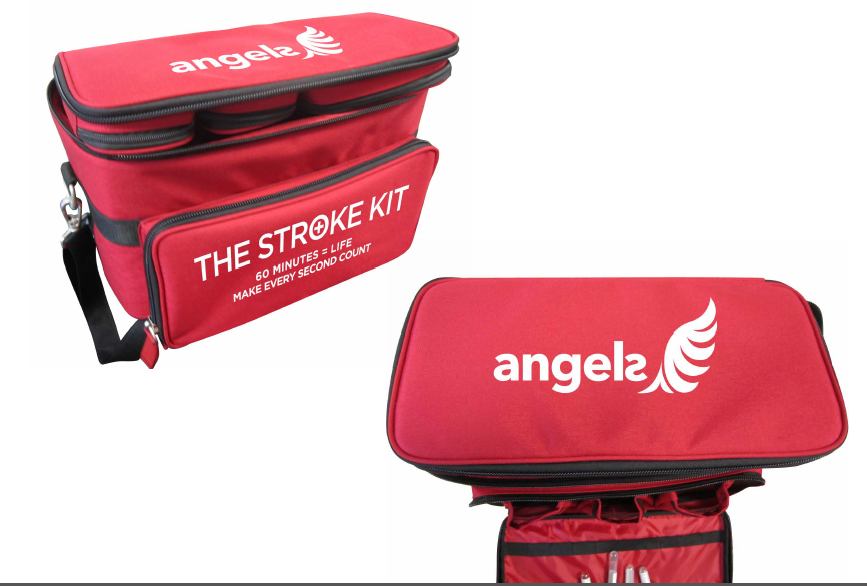 angels
THE STROKE KIT
60 MINUTES = LIFE
MAKE EVERY SECOND COUNT
angels